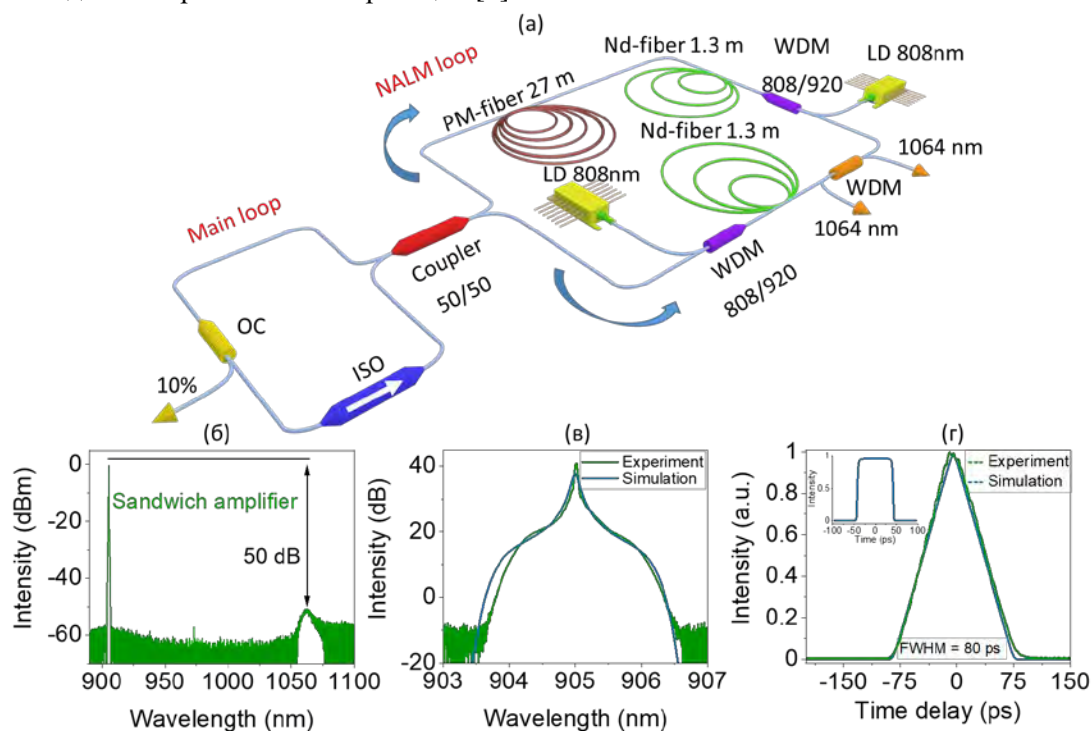 (а)
Nd-fiber 1.3 m
WDM
LD 808nm
NALM loop
808/920
PM-fiber 27 m
Nd-fiber 1.3 m
1064 nm
LD 808nm
WDM
1064 nm
Main loop
Coupler
50/50
WDM
808/920
OC
ISO
10%
(б)
(в)
(г)
0
-20
-40
-60
Intensity (dBm)
Sandwich amplifier
50 dB
900 950 1000 1050 1100
Wavelength (nm)
40
20
0
-20
Intensity (dB)
Experiment
Simulation
903 904 905 906 907
Wavelength (nm)
1
0.8
0.6
0.4
0.2
0
Intensity (a.u.)
Experiment
Simulation
1
0.5
0
Intensity
-100 -50 0 50 100
Time (ps)
FWHM = 80 ps
-150 -75 0 75 150
Time delay (ps)